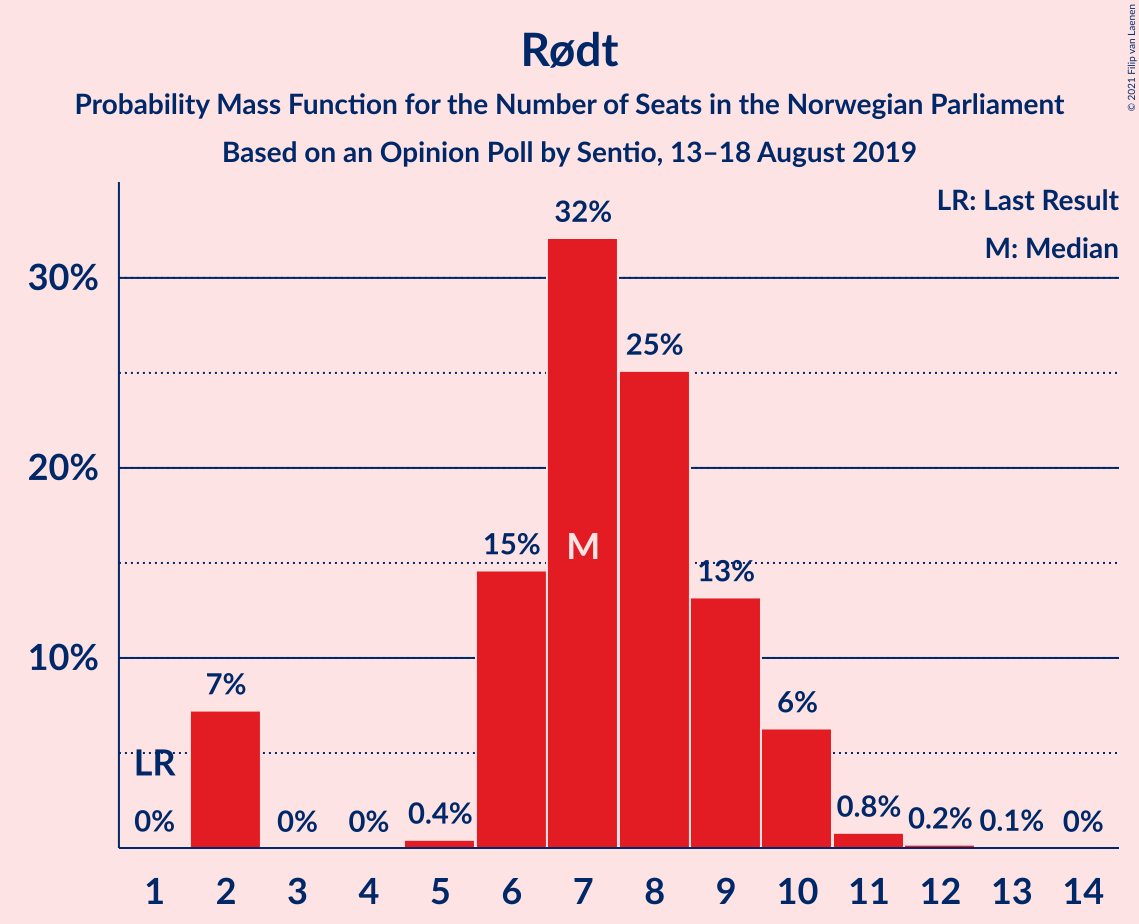 Rødt
Probability Mass Function for the Number of Seats in the Norwegian Parliament
Based on an Opinion Poll by Sentio, 13–18 August 2019
© 2021 Filip van Laenen
LR: Last Result
M: Median
30%
20%
10%
LR
0%
7%
0%
0%
0.4%
15%
32%
M
25%
13%
6%
0.8%
0.2%
0.1%
0%
1 2 3 4 5 6 7 8 9 10 11 12 13 14